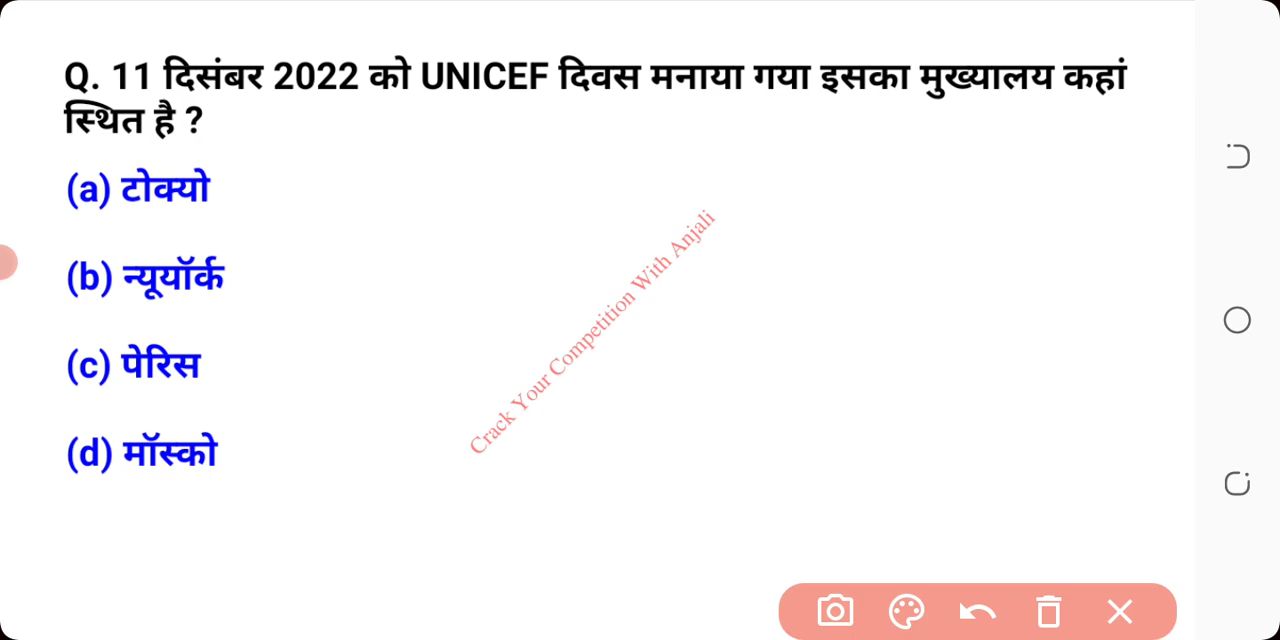 Q. 11 दिसंबर 2022 को UNICEF दिवस मनाया गया इसका मुख्यालय कहां
स्थित है ?
(a) टोक्यो
(b) न्यूयॉर्क
(c) पेरिस
(d) मॉस्को
Crack Your Competition With Anjali